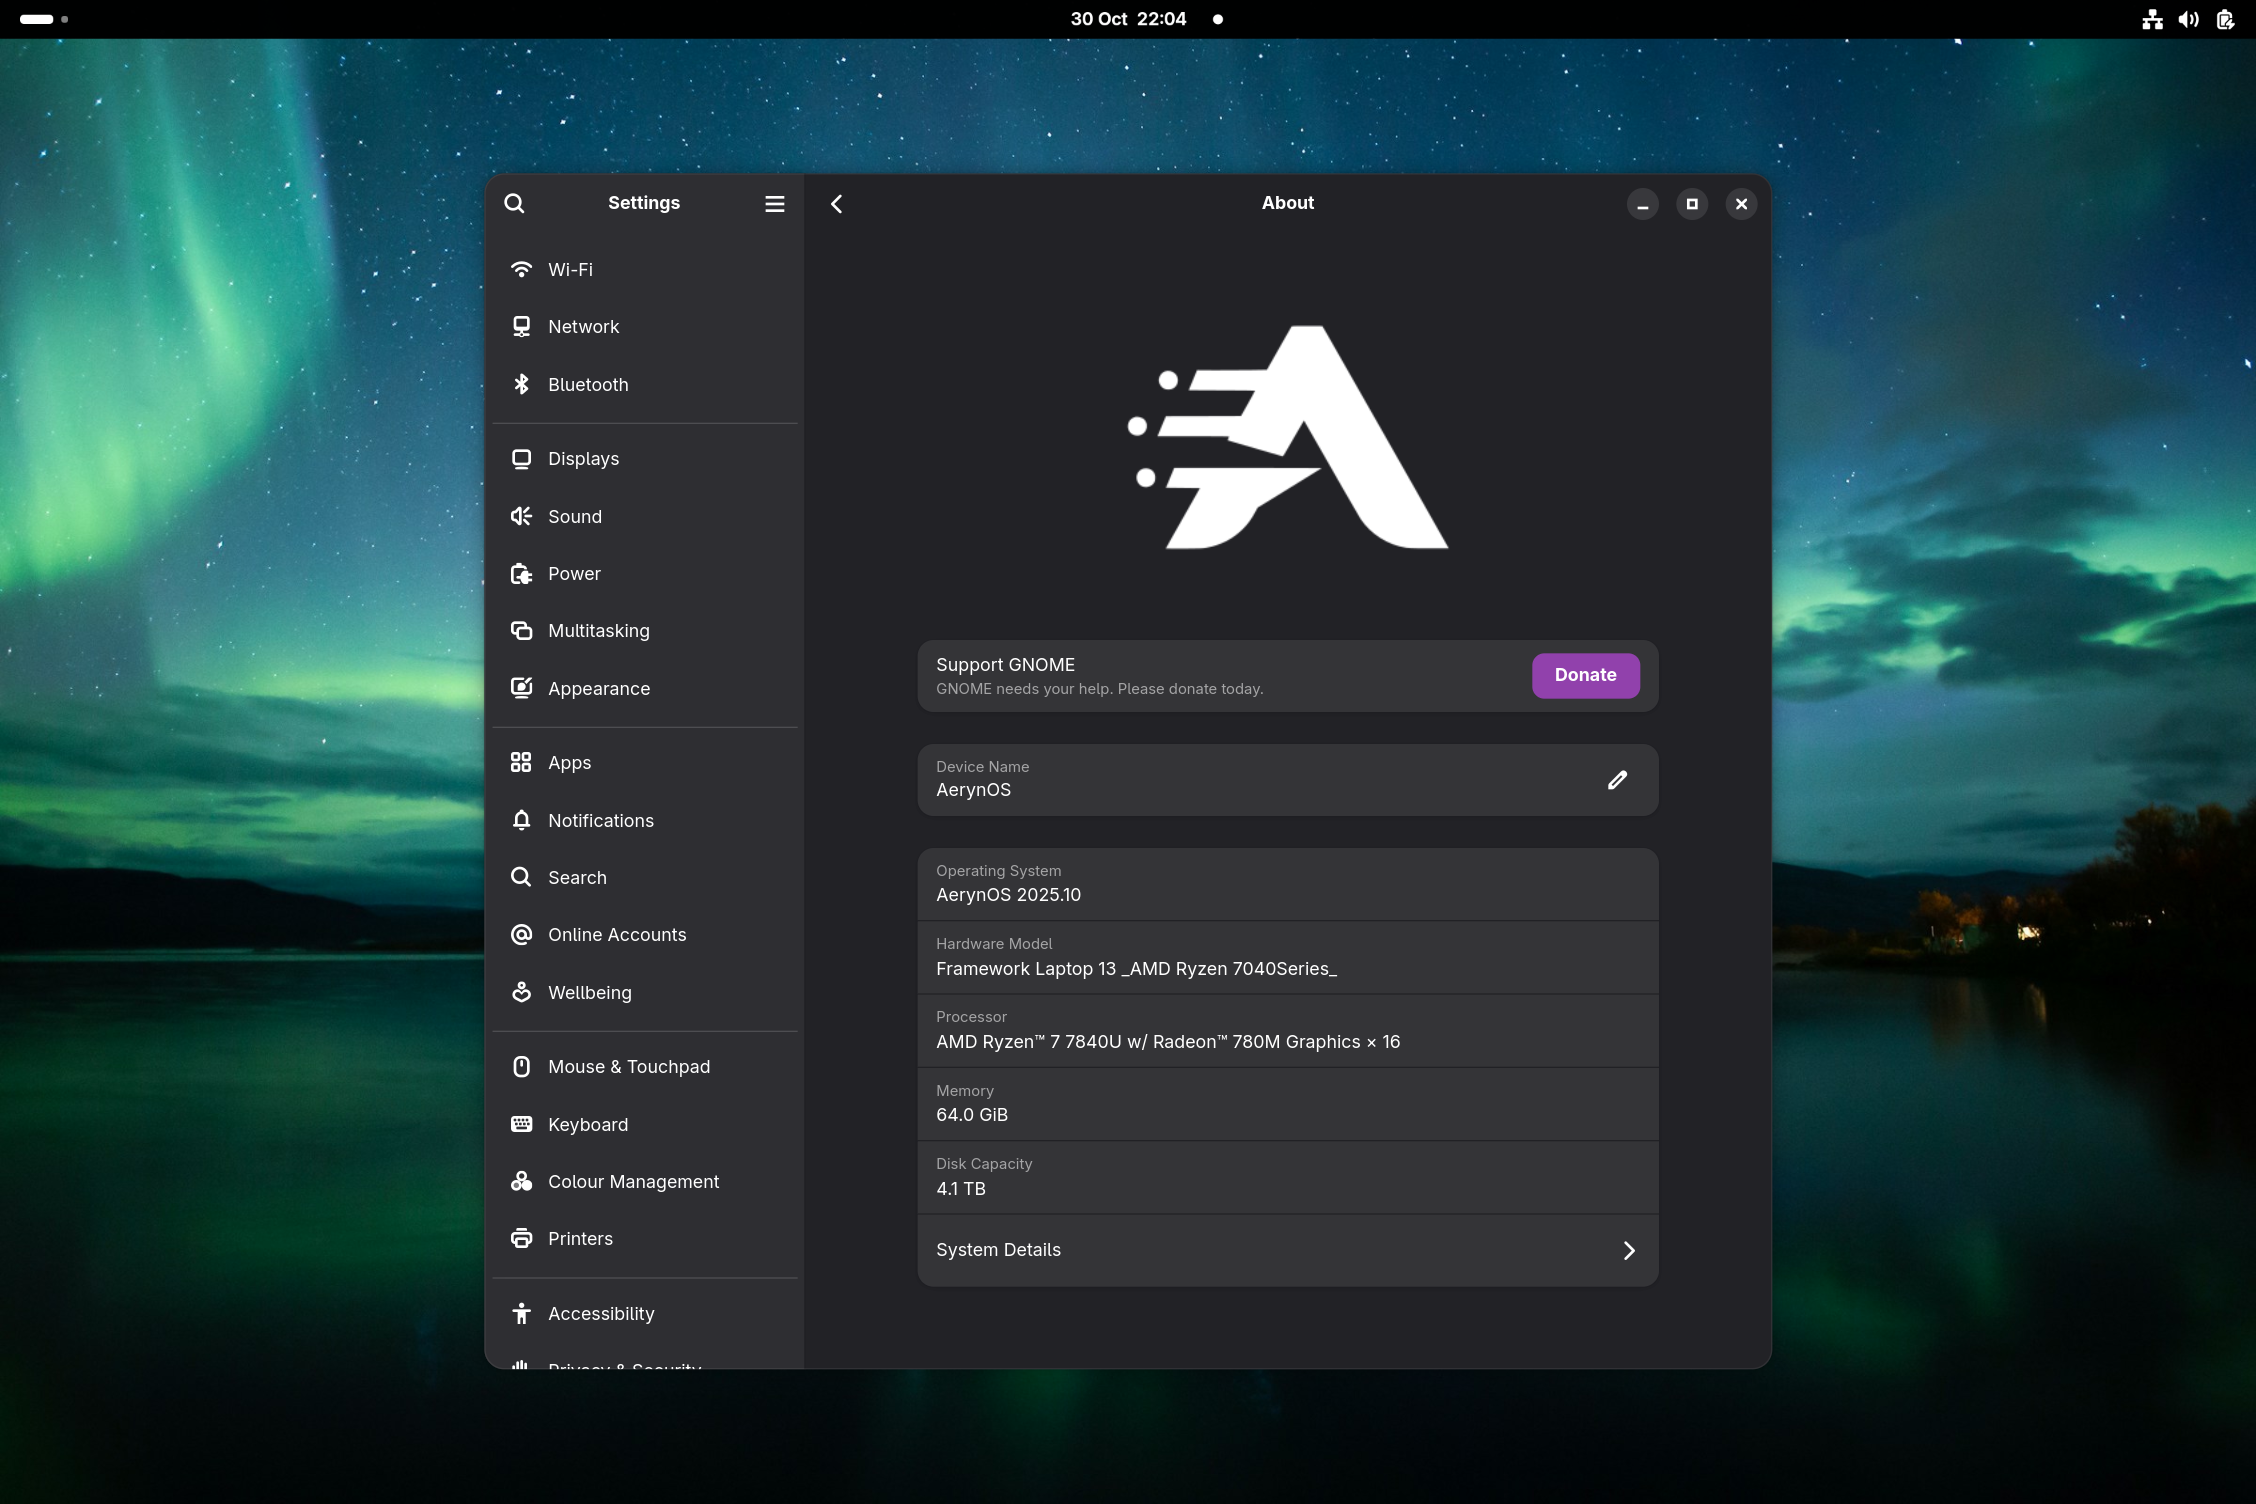 30 Oct 22:04
Settings
About
Wi-Fi
Network
Bluetooth
Displays
Sound
Power
Multitasking
Appearance
Apps
Notifications
Search
Online Accounts
Wellbeing
Mouse & Touchpad
Keyboard
Colour Management
Printers
Accessibility
Privacy & Security
Support GNOME
GNOME needs your help. Please donate today.
Donate
Device Name
AerynOS
Operating System
AerynOS 2025.10
Hardware Model
Framework Laptop 13 _AMD Ryzen 7040Series_
Processor
AMD Ryzen™ 7 7840U w/ Radeon™ 780M Graphics × 16
Memory
64.0 GiB
Disk Capacity
4.1 TB
System Details